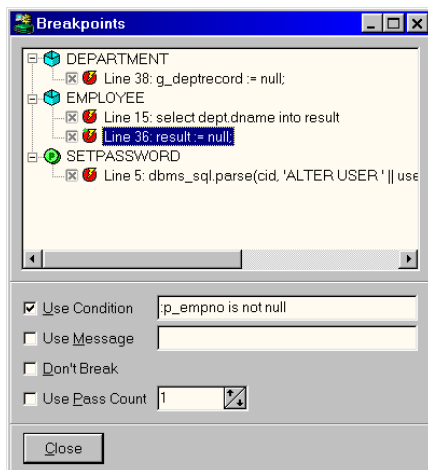 Breakpoints
DEPARTMENT
Line 38: g_deptrecord := null;
EMPLOYEE
Line 15: select dept.dname into result
Line 36: result := null;
SETPASSWORD
Line 5: dbms_sql.parse(cid, 'ALTER USER ' || use
Use Condition :p_empno is not null
Use Message
Don't Break
Use Pass Count 1
Close